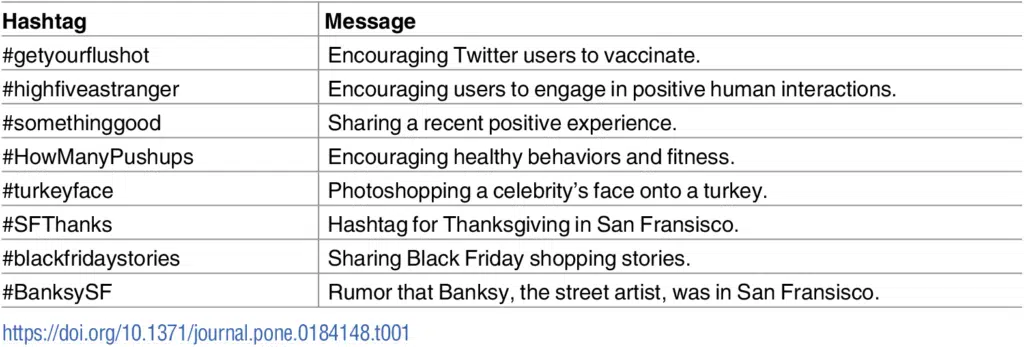 Hashtag Message
#getyourflushot Encouraging Twitter users to vaccinate.
#highfiveastranger Encouraging users to engage in positive human interactions.
#somethinggood Sharing a recent positive experience.
#HowManyPushups Encouraging healthy behaviors and fitness.
#turkeyface Photoshopping a celebrity’s face onto a turkey.
#SFThanks Hashtag for Thanksgiving in San Fransisco.
#blackfridaystories Sharing Black Friday shopping stories.
#BanksySF Rumor that Banksy, the street artist, was in San Fransisco.
https://doi.org/10.1371/journal.pone.0184148.t001